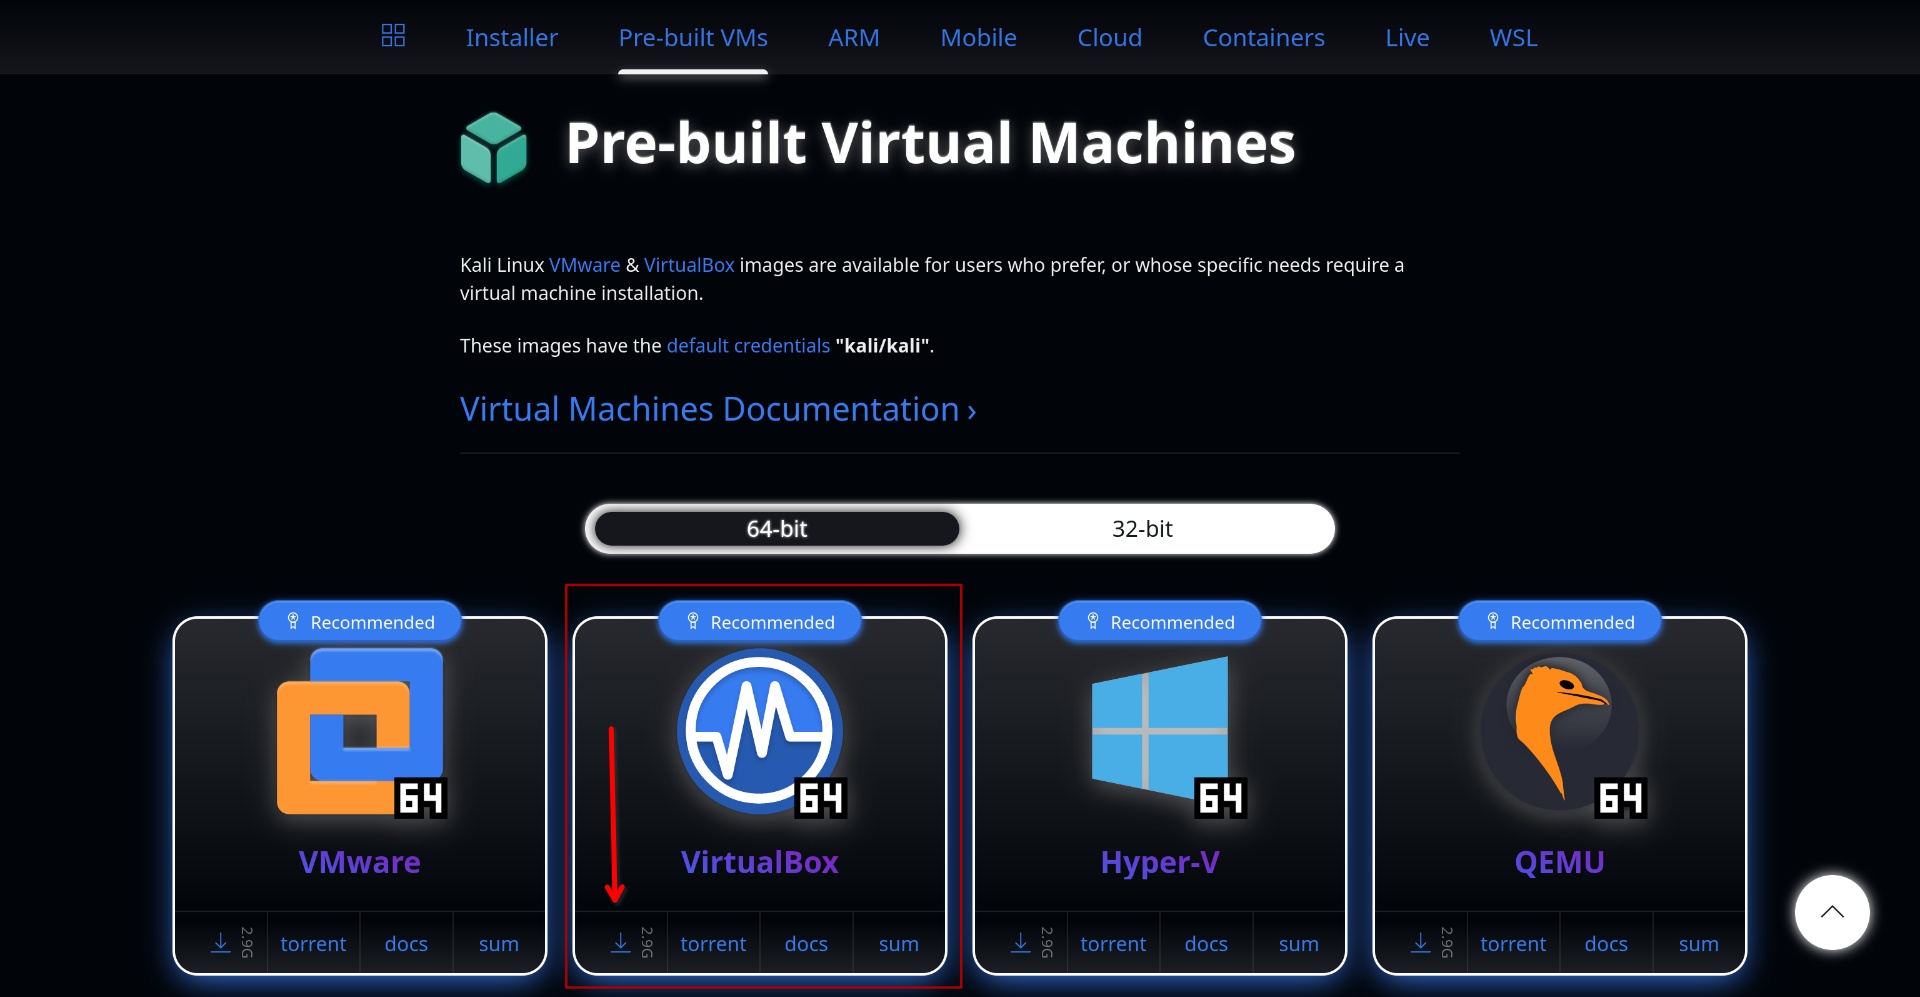 Installer Pre-built VMs ARM Mobile Cloud Containers Live WSL
Pre-built Virtual Machines
Kali Linux VMware & VirtualBox images are available for users who prefer, or whose specific needs require a
virtual machine installation.
These images have the default credentials "kali/kali".
Virtual Machines Documentation ›
64-bit 32-bit
Recommended Recommended Recommended Recommended
64 64 64 64
VMware VirtualBox Hyper-V QEMU
2.9G torrent docs sum 2.9G torrent docs sum 2.9G torrent docs sum 2.9G torrent docs sum